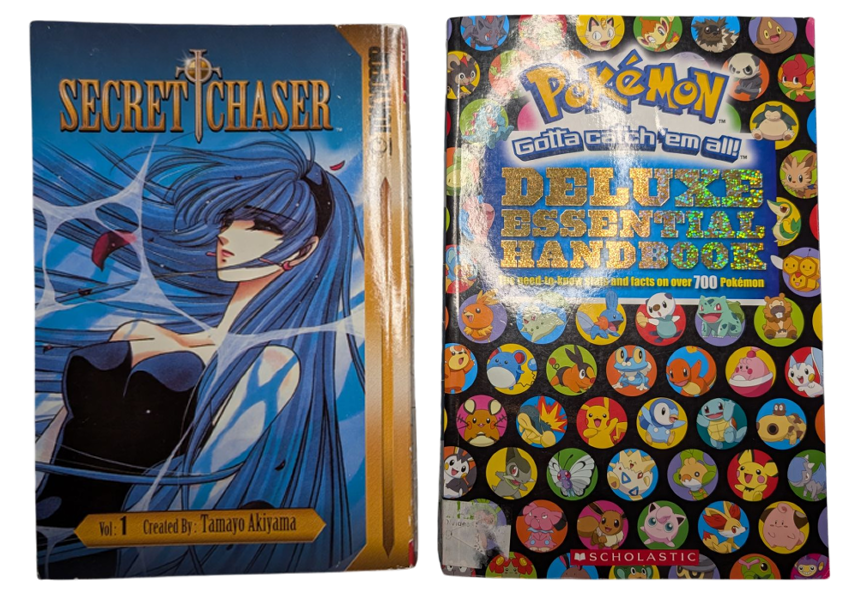 SECRET CHASER
Vol: 1 Created By: Tamayo Akiyama
POKéMON
Gotta catch 'em all!
DELUXE
ESSENTIAL
HANDBOOK
need-to-know stats and facts on over 700 Pokémon
SCHOLASTIC